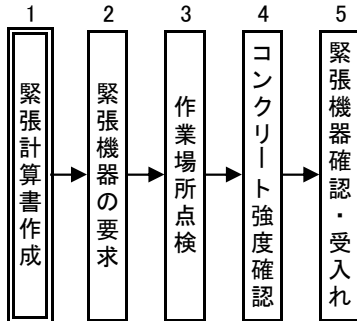 1
緊張計算書作成
2
緊張機器の要求
3
作業場所点検
4
コンクリート強度確認
5
緊張機器確認・受入れ